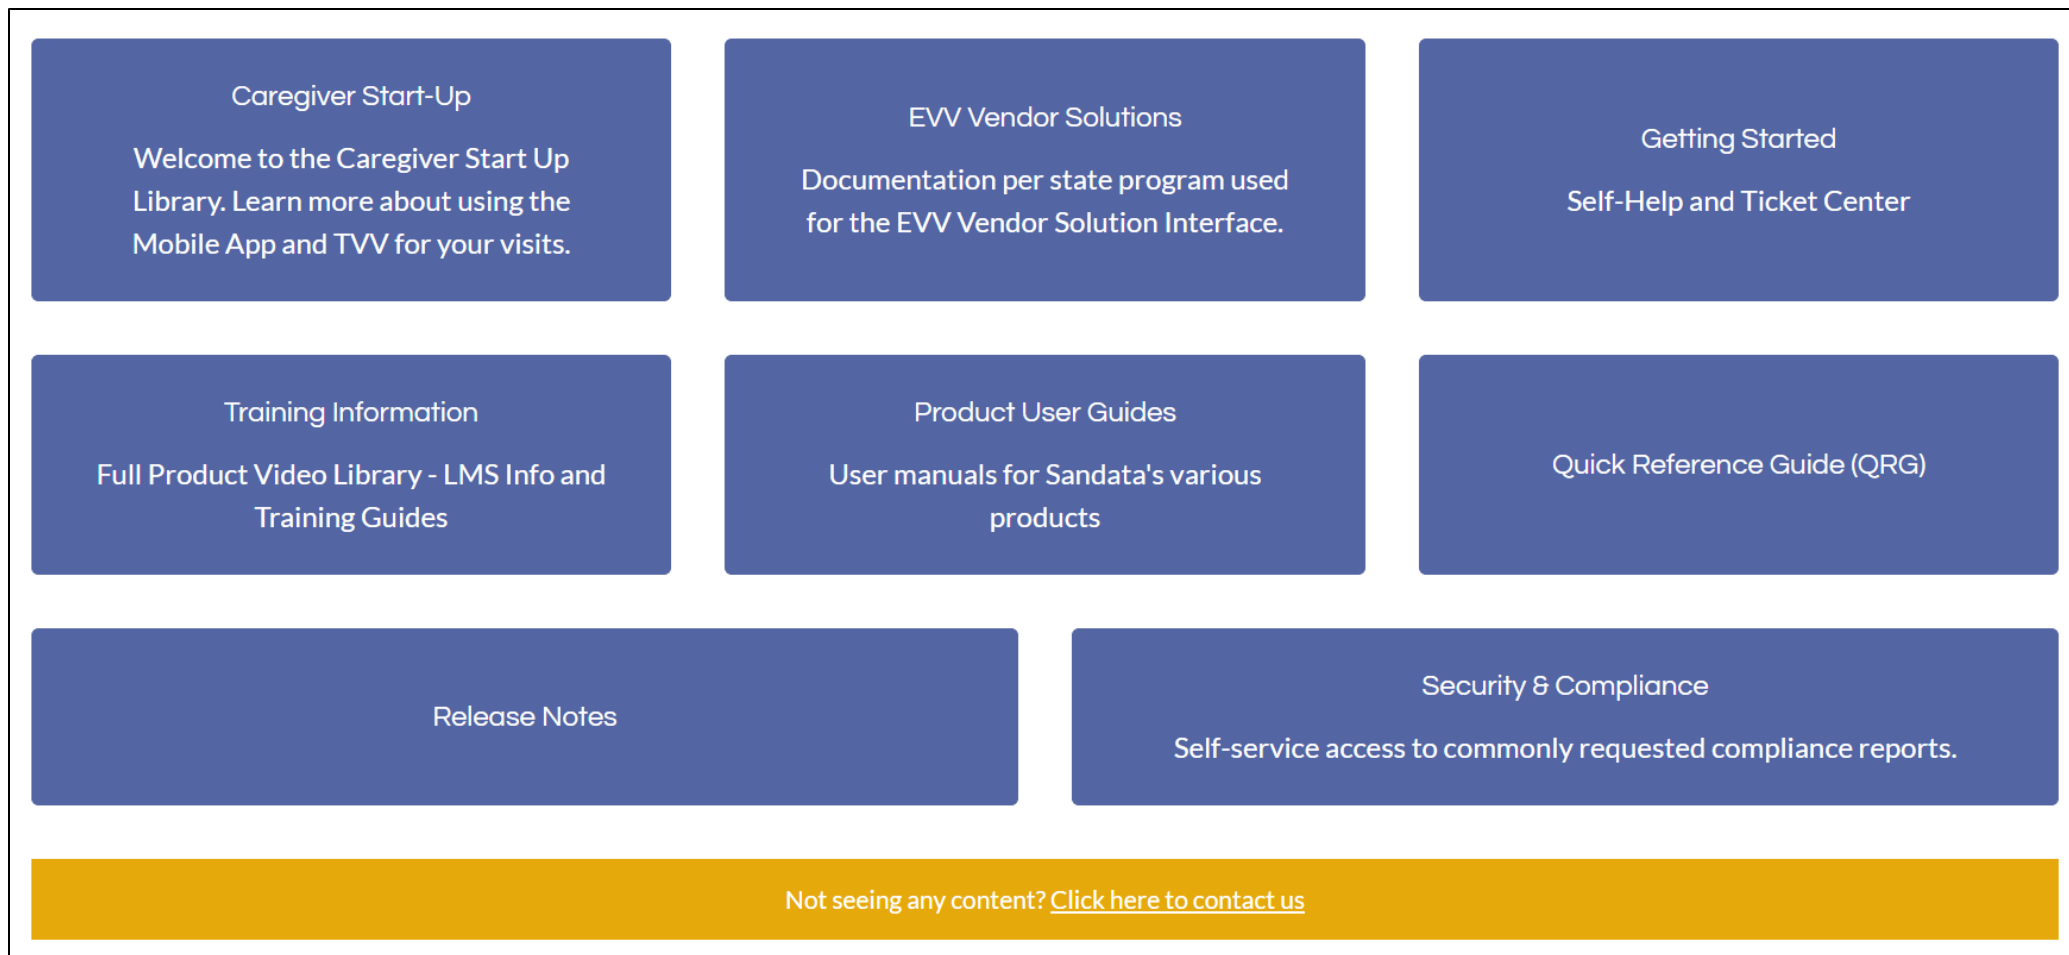 Caregiver Start-Up
Welcome to the Caregiver Start Up
Library. Learn more about using the
Mobile App and TVV for your visits.
EVV Vendor Solutions
Documentation per state program used
for the EVV Vendor Solution Interface.
Getting Started
Self-Help and Ticket Center
Training Information
Full Product Video Library - LMS Info and
Training Guides
Product User Guides
User manuals for Sandata's various
products
Quick Reference Guide (QRG)
Release Notes
Security & Compliance
Self-service access to commonly requested compliance reports.
Not seeing any content? Click here to contact us